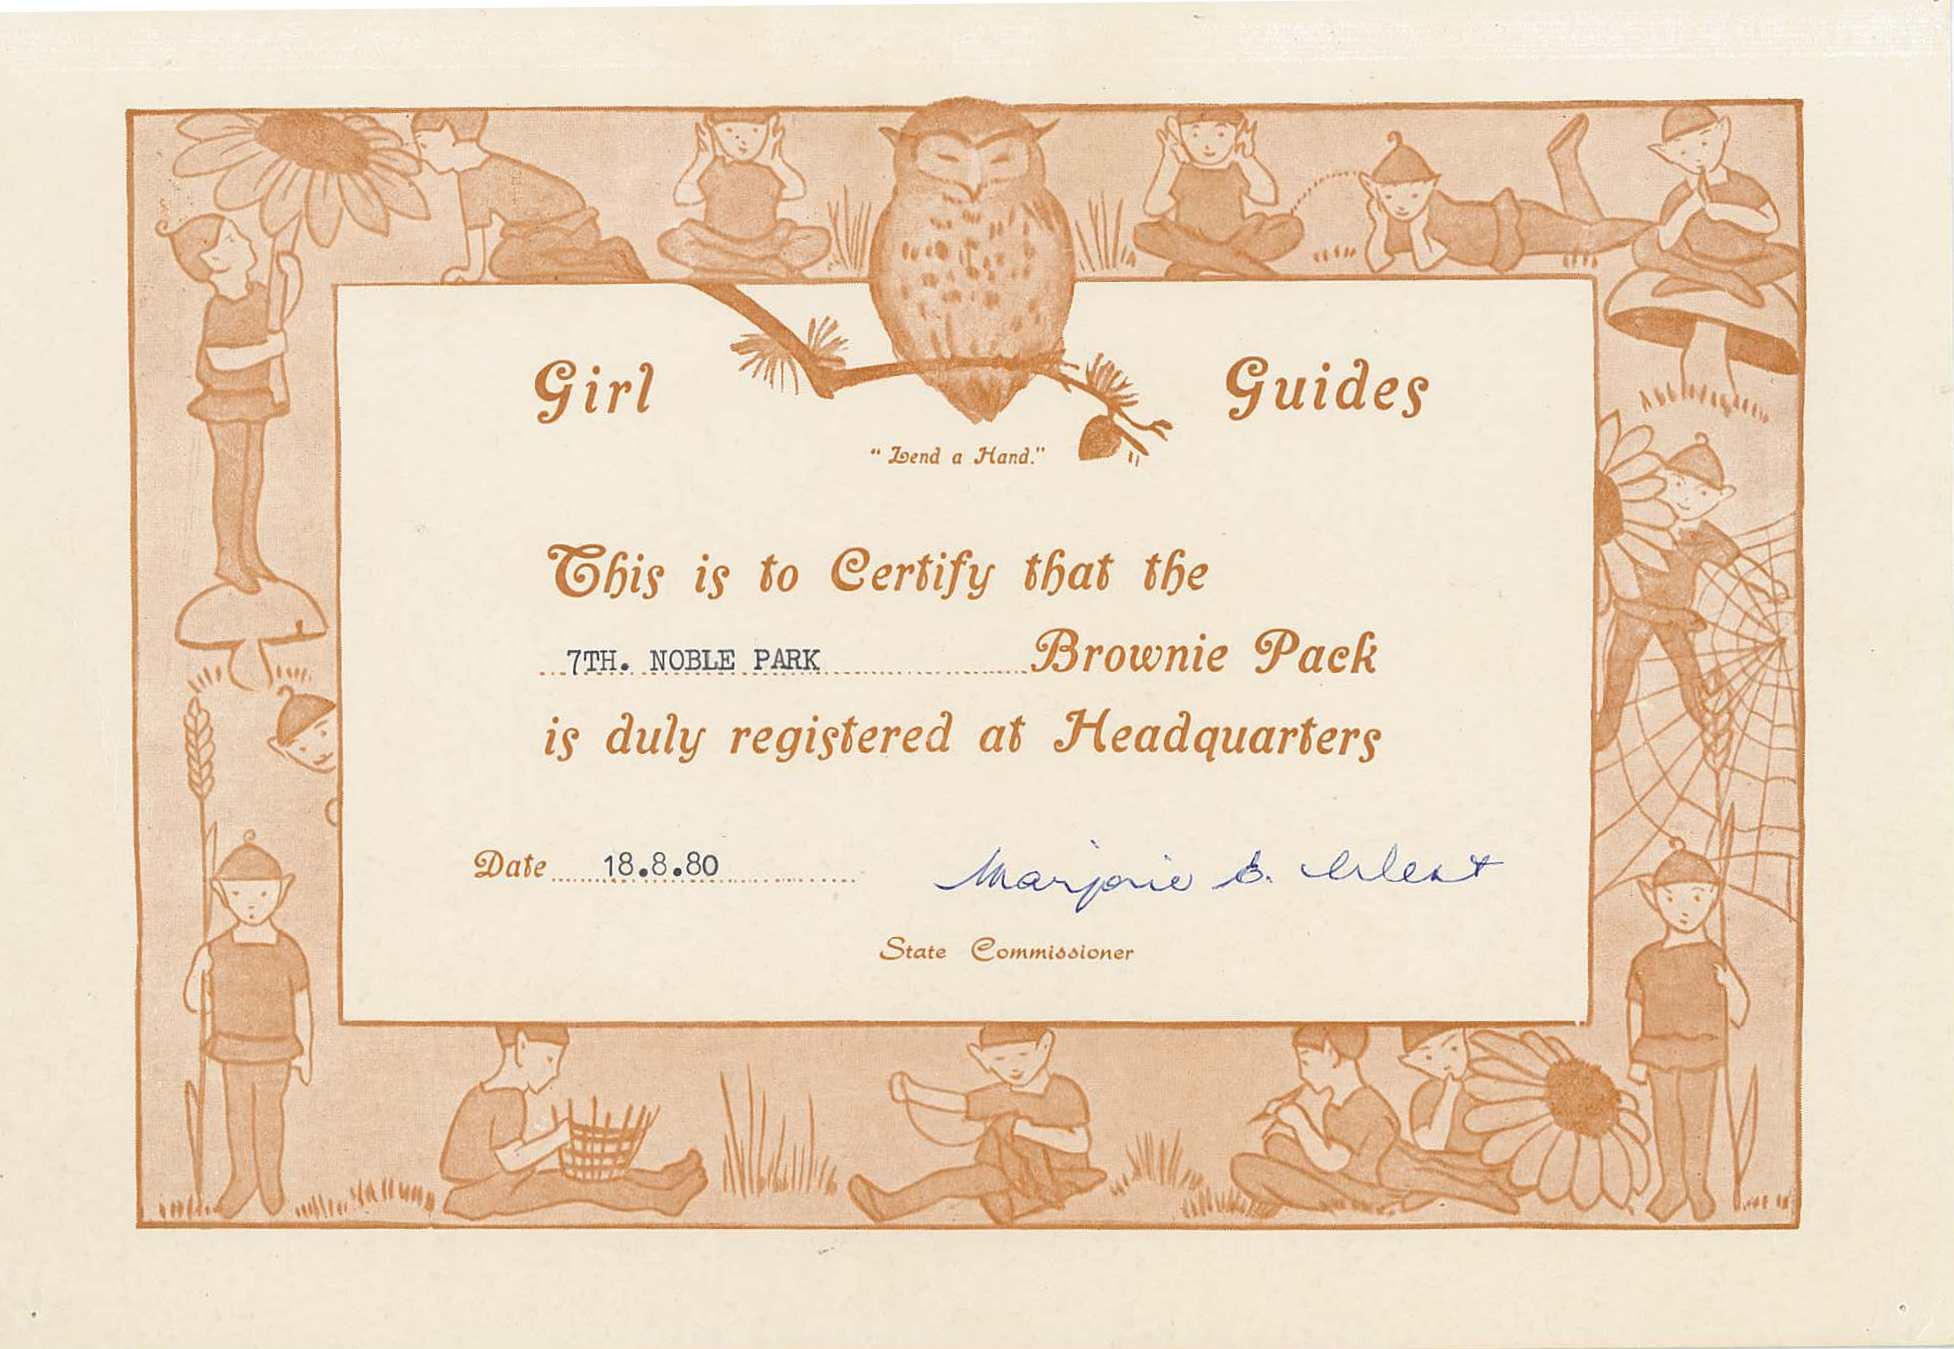 Girl Guides
"Lend a Hand."
This is to Certify that the
7TH. NOBLE PARK Brownie Pack
is duly registered at Headquarters
Date 18.8.80 Marjorie B.
State Commissioner